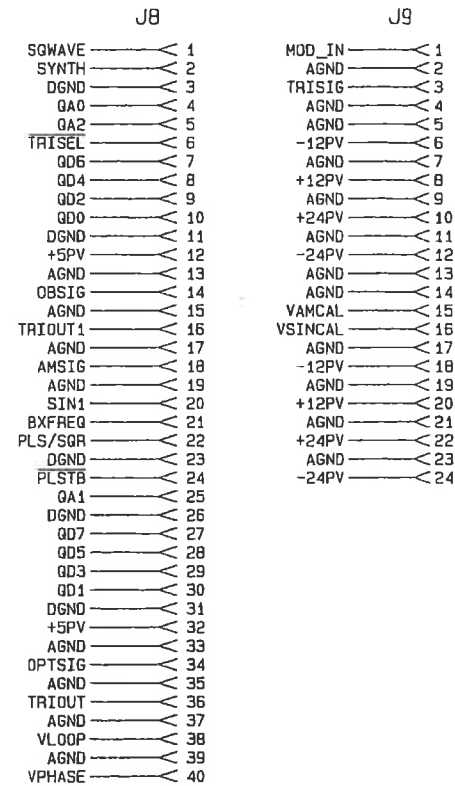 J8
SQWAVE 1
SYNTH 2
DGND 3
QA0 4
QA2 5
TRISEL 6
QD6 7
QD4 8
QD2 9
QD0 10
DGND 11
+5PV 12
AGND 13
OBSIG 14
AGND 15
TRIOUT1 16
AGND 17
AMSIG 18
AGND 19
SIN1 20
BXFREQ 21
PLS/SQR 22
DGND 23
PLSTB 24
QA1 25
DGND 26
QD7 27
QD5 28
QD3 29
QD1 30
DGND 31
+5PV 32
AGND 33
OPTSIG 34
AGND 35
TRIOUT 36
AGND 37
VLOOP 38
AGND 39
VPHASE 40
J9
MOD_IN 1
AGND 2
TRISIG 3
AGND 4
AGND 5
-12PV 6
AGND 7
+12PV 8
AGND 9
+24PV 10
AGND 11
-24PV 12
AGND 13
AGND 14
VAMCAL 15
VSINCAL 16
AGND 17
-12PV 18
AGND 19
+12PV 20
AGND 21
+24PV 22
AGND 23
-24PV 24